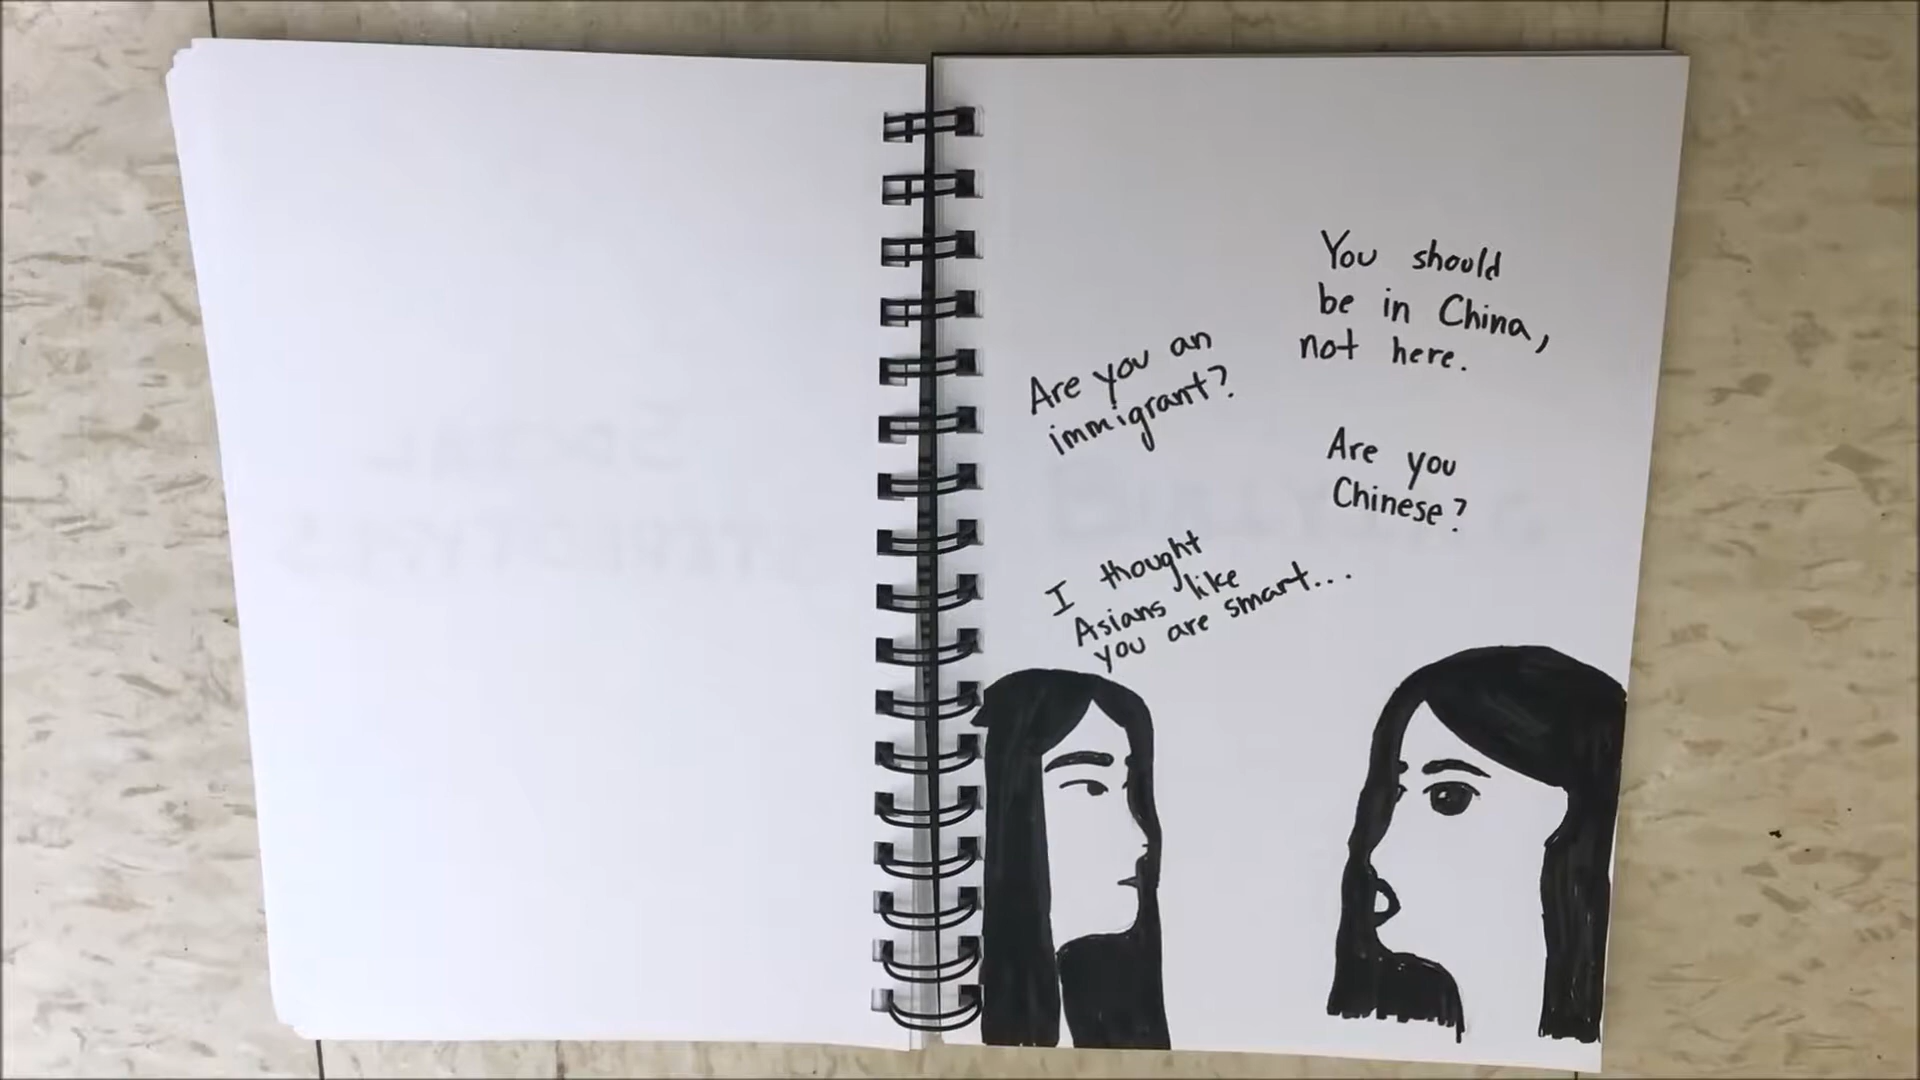 You should
be in China,
not here.
Are you an
immigrant?
Are you
Chinese?
I thought
Asians like
you are smart...